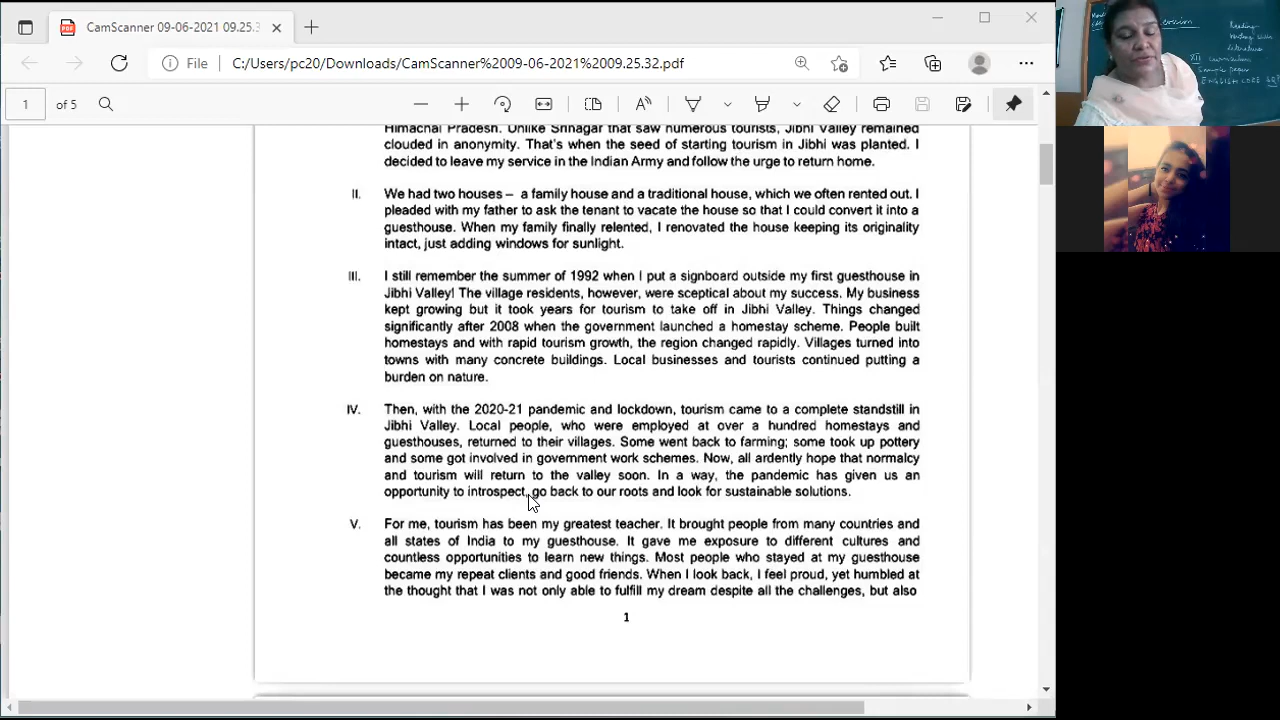 CamScanner 09-06-2021 09.25.3
File
C:/Users/pc20/Downloads/CamScanner%2009-06-2021%2009.25.32.pdf
1 of 5
Himachal Pradesh. Unlike Srinagar that saw numerous tourists, Jibhi Valley remained
clouded in anonymity. That's when the seed of starting tourism in Jibhi was planted. I
decided to leave my service in the Indian Army and follow the urge to return home.
II. We had two houses – a family house and a traditional house, which we often rented out. I
pleaded with my father to ask the tenant to vacate the house so that I could convert it into a
guesthouse. When my family finally relented, I renovated the house keeping its originality
intact, just adding windows for sunlight.
III. I still remember the summer of 1992 when I put a signboard outside my first guesthouse in
Jibhi Valley! The village residents, however, were sceptical about my success. My business
kept growing but it took years for tourism to take off in Jibhi Valley. Things changed
significantly after 2008 when the government launched a homestay scheme. People built
homestays and with rapid tourism growth, the region changed rapidly. Villages turned into
towns with many concrete buildings. Local businesses and tourists continued putting a
burden on nature.
IV. Then, with the 2020-21 pandemic and lockdown, tourism came to a complete standstill in
Jibhi Valley. Local people, who were employed at over a hundred homestays and
guesthouses, returned to their villages. Some went back to farming; some took up pottery
and some got involved in government work schemes. Now, all ardently hope that normalcy
and tourism will return to the valley soon. In a way, the pandemic has given us an
opportunity to introspect, go back to our roots and look for sustainable solutions.
V. For me, tourism has been my greatest teacher. It brought people from many countries and
all states of India to my guesthouse. It gave me exposure to different cultures and
countless opportunities to learn new things. Most people who stayed at my guesthouse
became my repeat clients and good friends. When I look back, I feel proud, yet humbled at
the thought that I was not only able to fulfill my dream despite all the challenges, but also
1
Reading
Writing skills
literature
XII curriculum
Sample paper
ENGLISH CORE